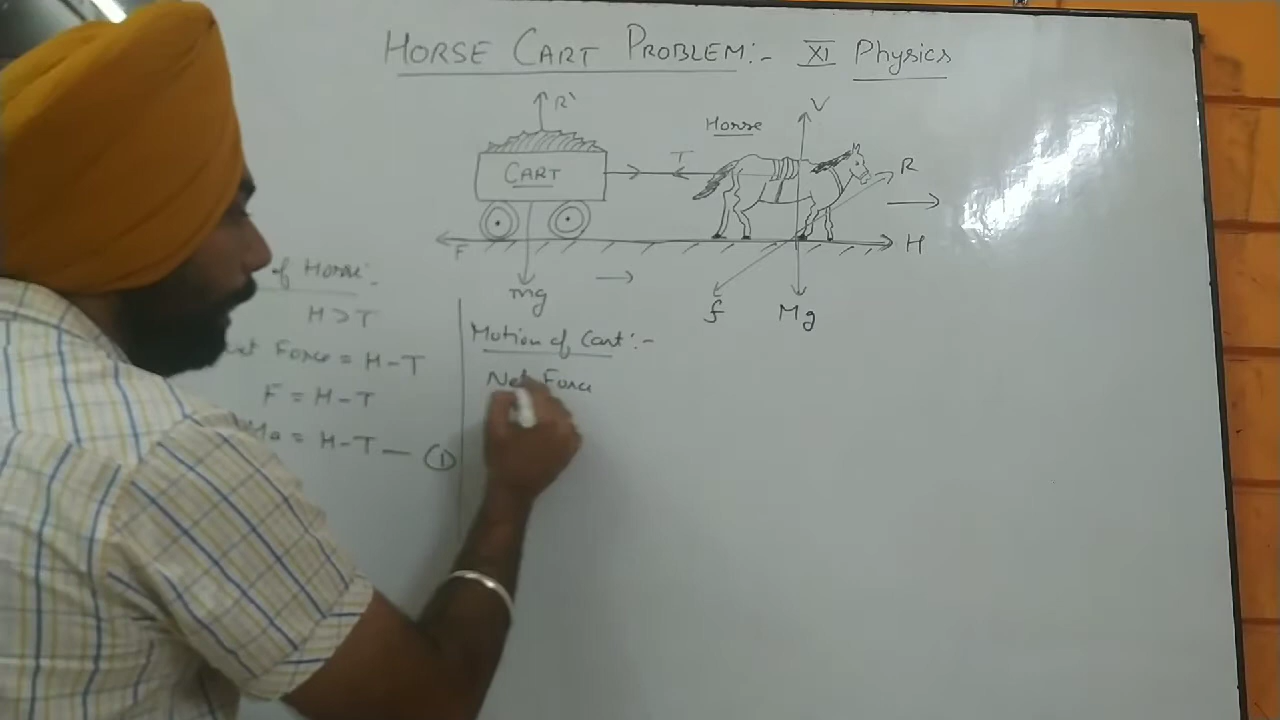 HORSE CART PROBLEM:- XI Physics
R'
V
Horse
T
CART
R
F
H
mg
f
Mg
of Horse:-
H > T
Net Force = H - T
F = H - T
Ma = H - T — ①
Motion of Cart:-
Net Force